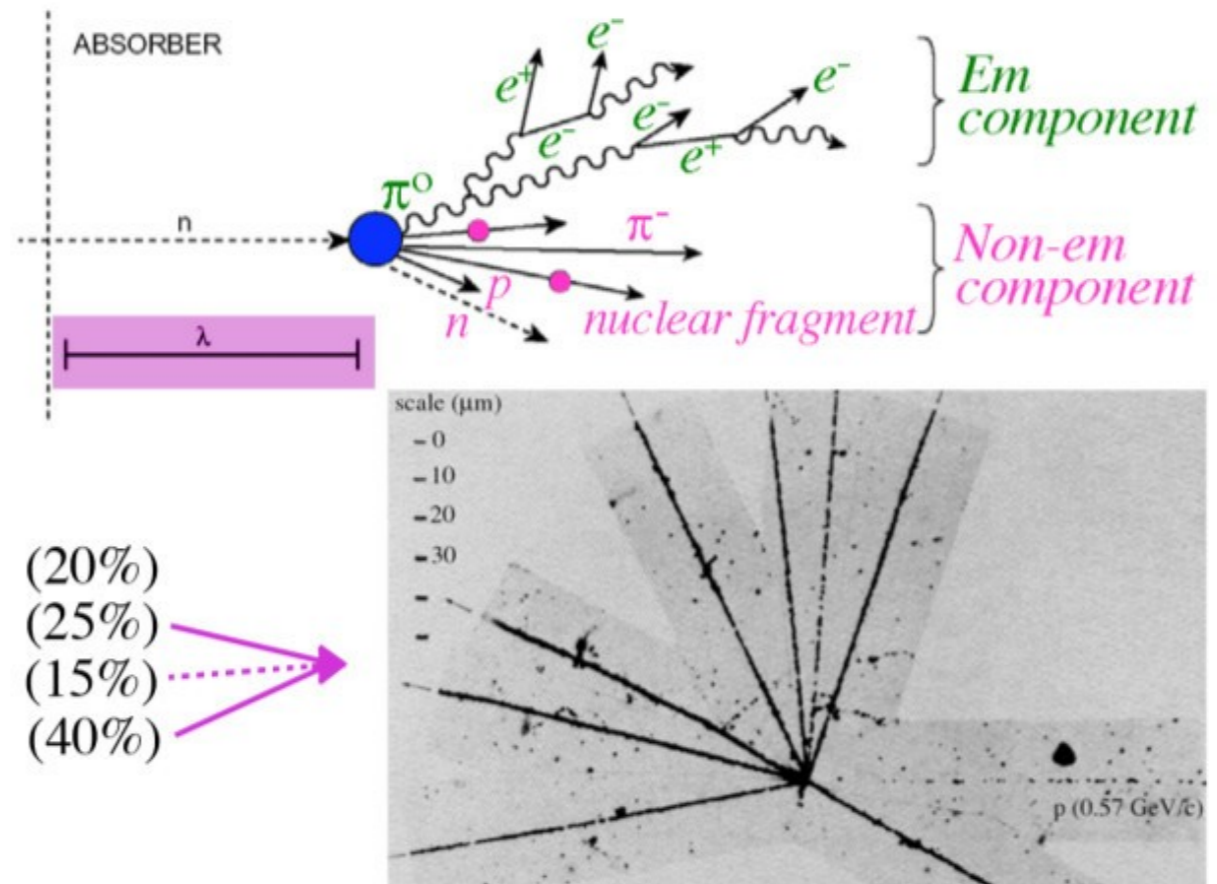 ABSORBER
n
λ
π⁰
e⁺
e⁻
e⁻
e⁻
e⁺
e⁻
Em
component
π⁻
p
n
nuclear fragment
Non-em
component
(20%)
(25%)
(15%)
(40%)
scale (μm)
0
10
20
30
p (0.57 GeV/c)